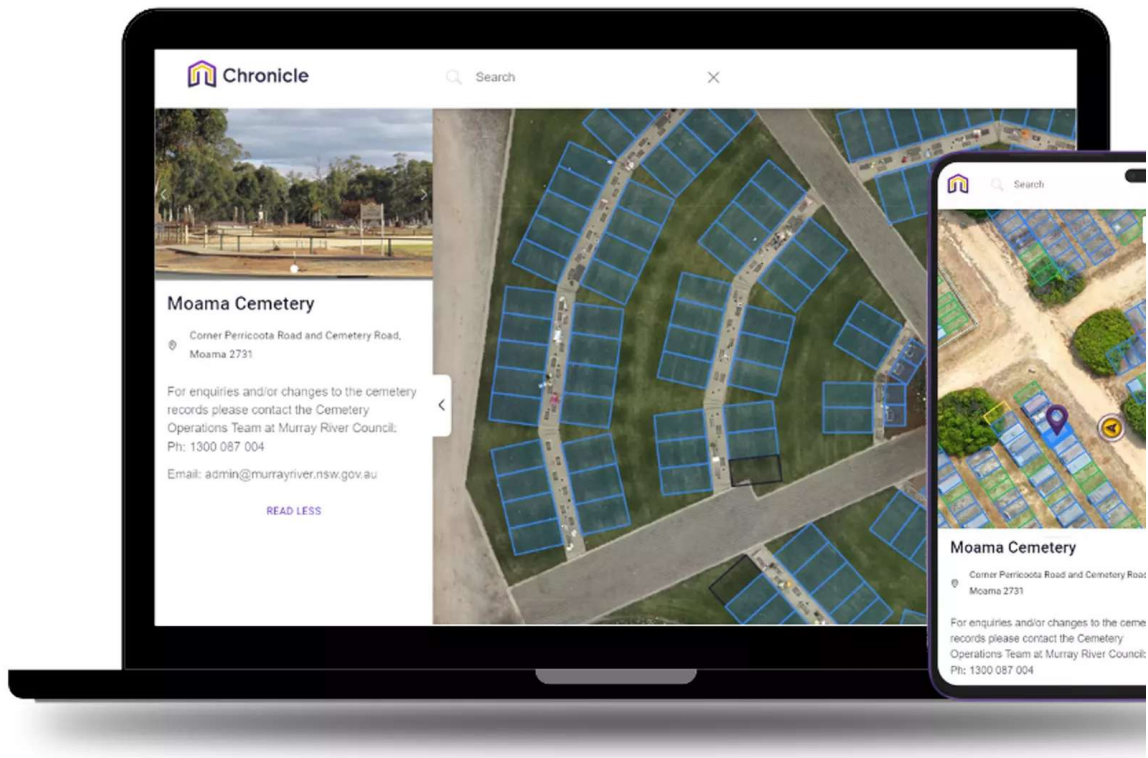 Chronicle
Search
Moama Cemetery
Corner Perricoota Road and Cemetery Road,
Moama 2731
For enquiries and/or changes to the cemetery
records please contact the Cemetery
Operations Team at Murray River Council:
Ph: 1300 087 004
Email: admin@murrayriver.nsw.gov.au
READ LESS
Search
Moama Cemetery
Corner Perricoota Road and Cemetery Road
Moama 2731
For enquiries and/or changes to the ceme
records please contact the Cemetery
Operations Team at Murray River Council:
Ph: 1300 087 004